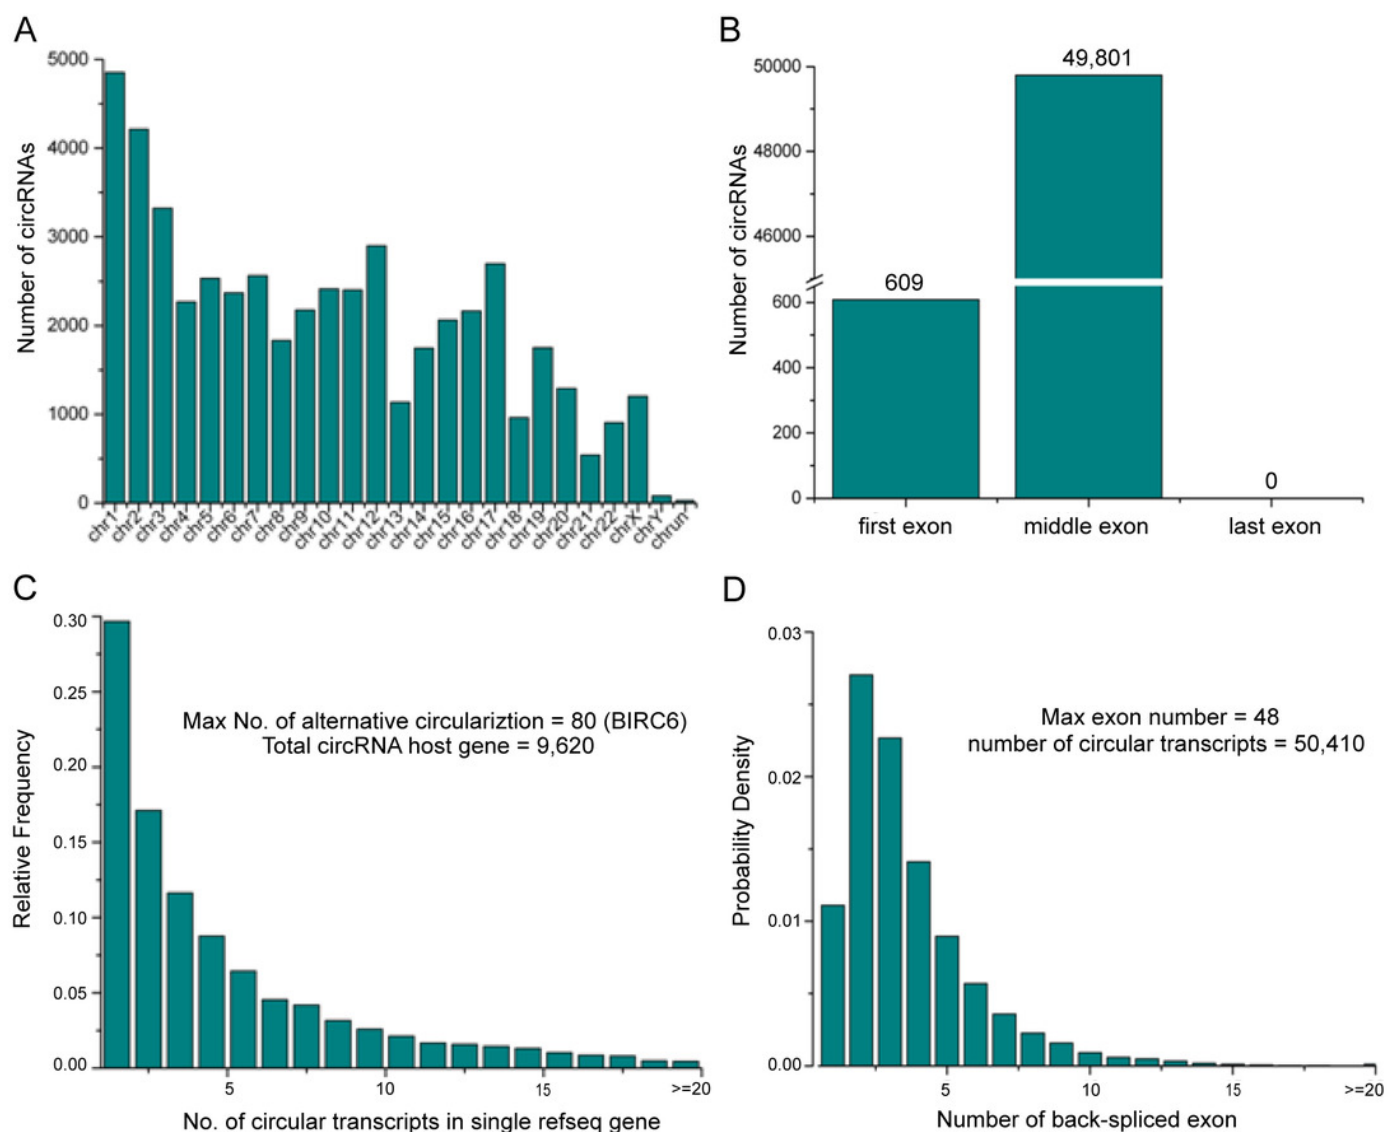 A
Number of circRNAs
5000
4000
3000
2000
1000
0
chr1
chr2
chr3
chr4
chr5
chr6
chr7
chr8
chr9
chr10
chr11
chr12
chr13
chr14
chr15
chr16
chr17
chr18
chr19
chr20
chr21
chr22
chrX
chrY
chrun
B
Number of circRNAs
50000
48000
46000
600
400
200
0
609
49,801
0
first exon
middle exon
last exon
C
Relative Frequency
0.30
0.25
0.20
0.15
0.10
0.05
0.00
Max No. of alternative circulariztion = 80 (BIRC6)
Total circRNA host gene = 9,620
5
10
15
>=20
No. of circular transcripts in single refseq gene
D
Probability Density
0.03
0.02
0.01
0.00
Max exon number = 48
number of circular transcripts = 50,410
5
10
15
>=20
Number of back-spliced exon